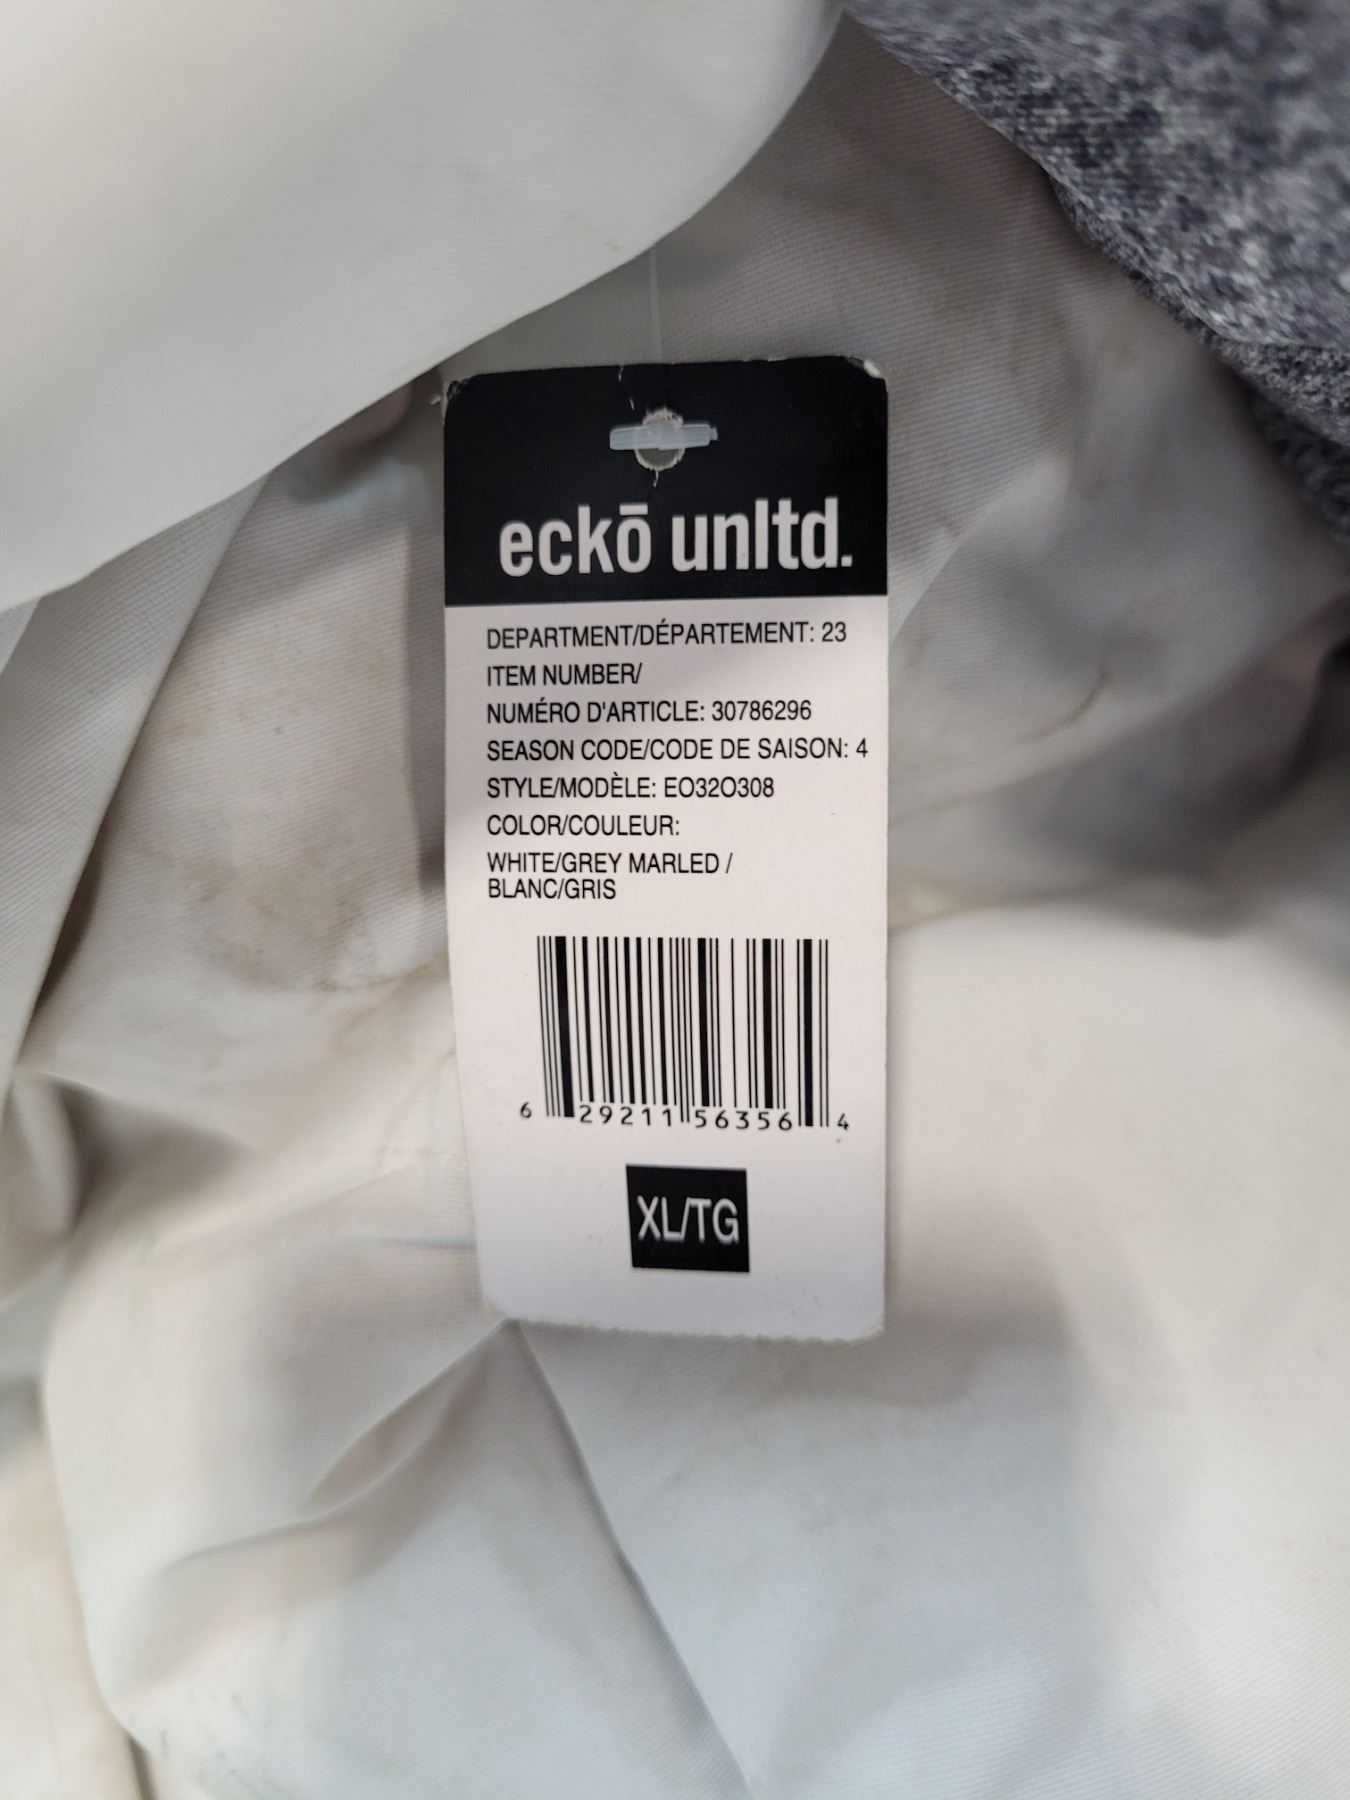 eckō unltd.
DEPARTMENT/DÉPARTEMENT: 23
ITEM NUMBER/
NUMÉRO D'ARTICLE: 30786296
SEASON CODE/CODE DE SAISON: 4
STYLE/MODÈLE: EO32O308
COLOR/COULEUR:
WHITE/GREY MARLED /
BLANC/GRIS
6 29211 56356 4
XL/TG